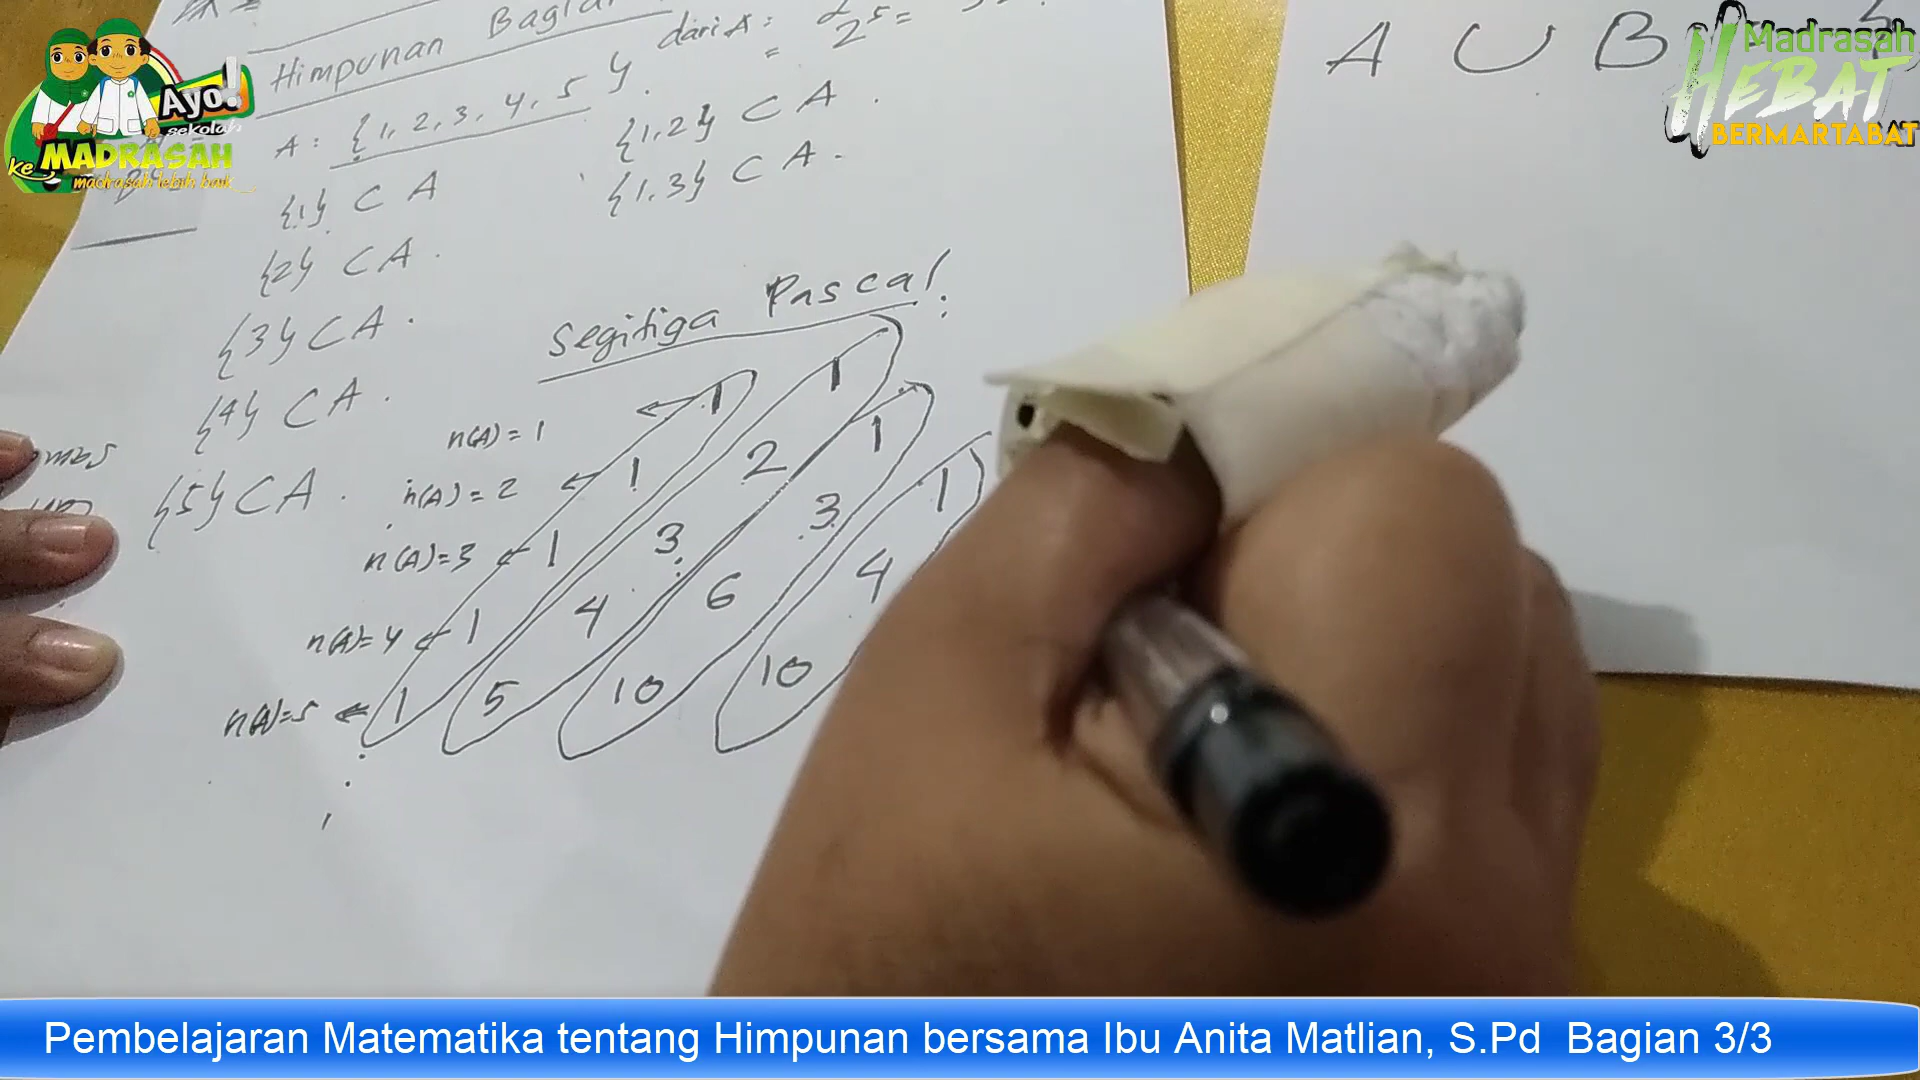 Himpunan Bagian
dari A =
= 2⁵ =
A = {1, 2, 3, 4, 5}.
{1} ⊂ A
{2} ⊂ A.
{3} ⊂ A.
{4} ⊂ A.
{5} ⊂ A.
{1,2} ⊂ A.
{1.3} ⊂ A.
Segitiga Pascal:
n(A) = 1 ← 1 1
n(A) = 2 ← 1 2 1
n(A)=3 ← 1 3 3 1
n(A)=4 ← 1 4 6 4
n(A)=5 ← 1 5 10 10
A ∪ B
Ayo!
sekolah
ke MADRASAH
madrasah lebih baik
Madrasah
HEBAT
BERMARTABAT
Pembelajaran Matematika tentang Himpunan bersama Ibu Anita Matlian, S.Pd Bagian 3/3